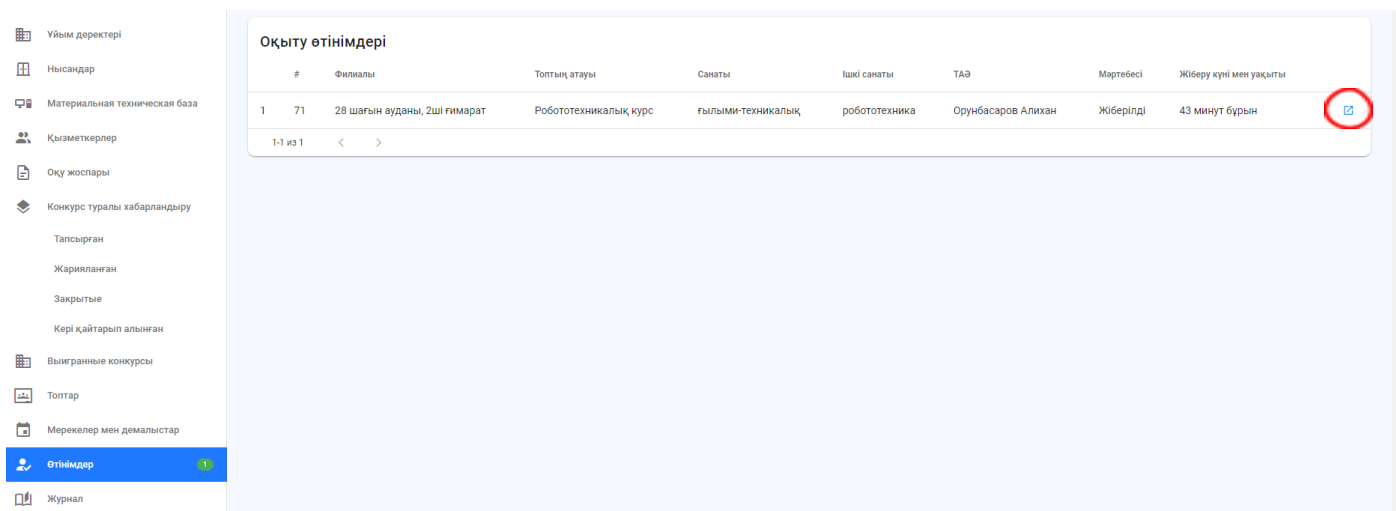 Ұйым деректері
Нысандар
Материальная техническая база
Қызметкерлер
Оқу жоспары
Конкурс туралы хабарландыру
Тапсырған
Жарияланған
Закрытые
Кері қайтарып алынған
Выигранные конкурсы
Топтар
Мерекелер мен демалыстар
Өтінімдер 1
Журнал
Оқыту өтінімдері
# Филиалы Топтың атауы Санаты Ішкі санаты ТАӘ Мәртебесі Жіберу күні мен уақыты
1 71 28 шағын ауданы, 2ші ғимарат Робототехникалық курс ғылыми-техникалық робототехника Орунбасаров Алихан Жіберілді 43 минут бұрын
1-1 из 1